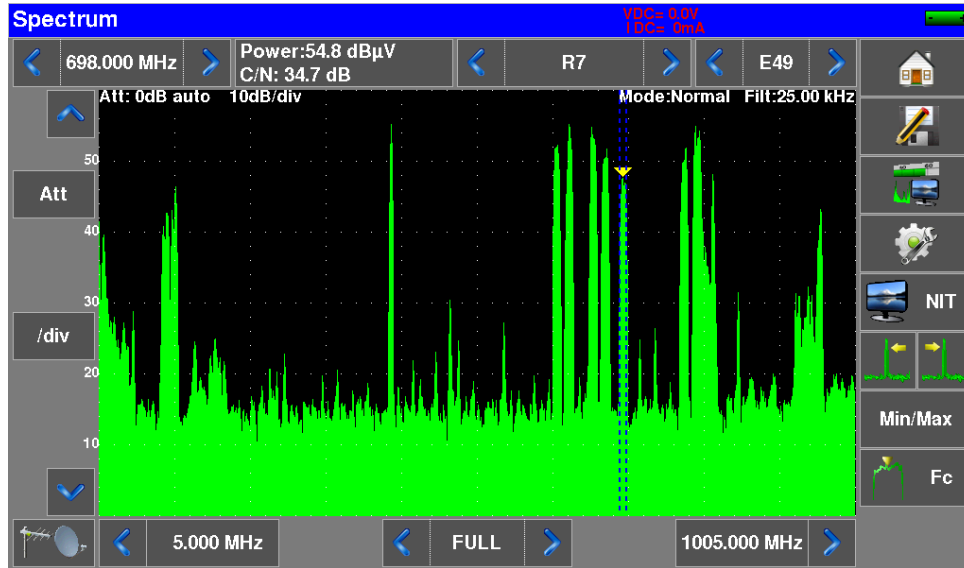 Spectrum
VDC= 0.0V
I DC= 0mA
698.000 MHz
Power:54.8 dBµV
C/N: 34.7 dB
R7
E49
Att: 0dB auto 10dB/div
Mode:Normal Filt:25.00 kHz
50
Att
40
30
NIT
/div
20
Min/Max
10
Fc
5.000 MHz
FULL
1005.000 MHz